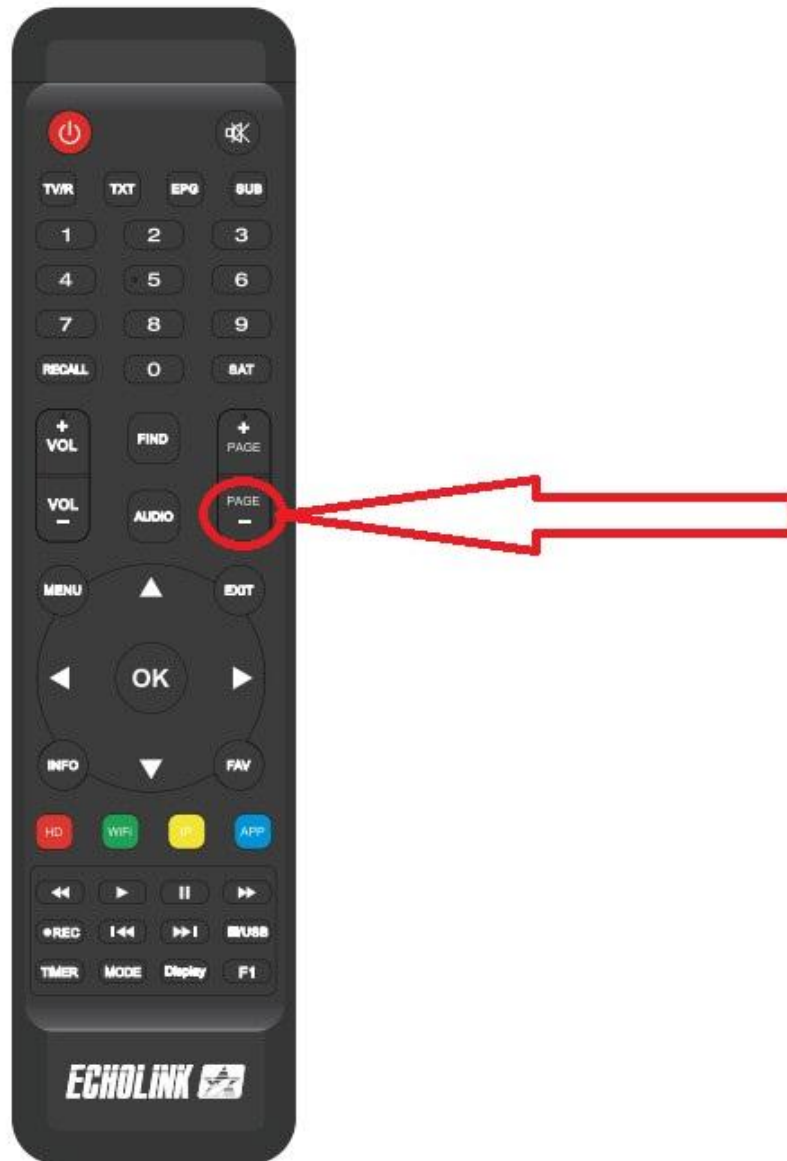 TV/R TXT EPG SUB
1 2 3
4 5 6
7 8 9
RECALL 0 SAT
+ FIND +
VOL PAGE
VOL AUDIO PAGE
- -
MENU EXIT
OK
INFO FAV
HD WiFi IP APP
●REC /USB
TIMER MODE Display F1
ECHOLINK